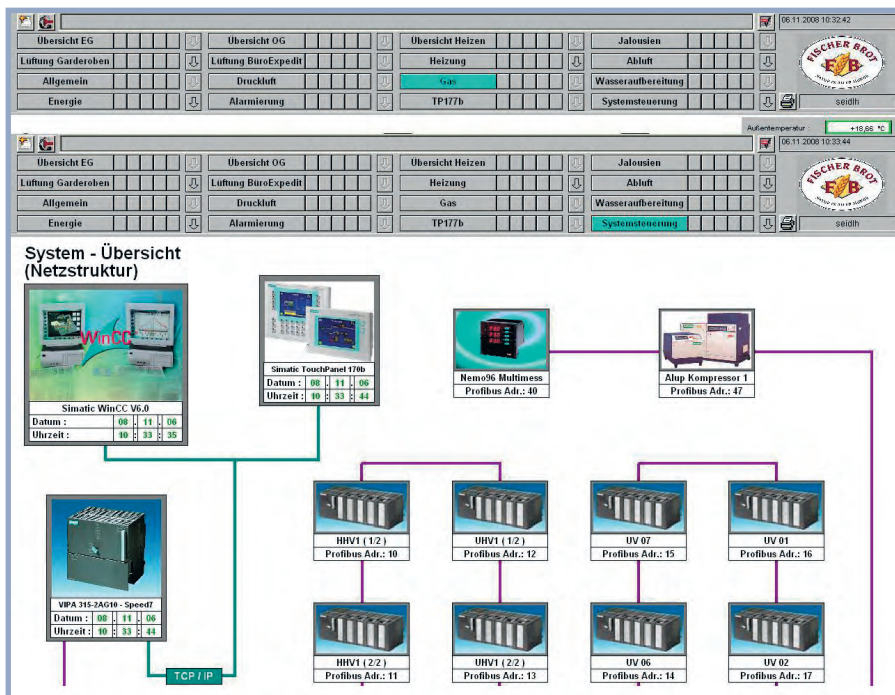 06.11.2008 10:32:42
Übersicht EG Übersicht OG Übersicht Heizen Jalousien
Lüftung Garderoben Lüftung BüroExpedit Heizung Abluft
Allgemein Druckluft Gas Wasseraufbereitung
Energie Alarmierung TP177b Systemsteuerung seidlh
FISCHER BROT
FB
Außentemperatur : +18,66 °C
06.11.2008 10:33:44
Übersicht EG Übersicht OG Übersicht Heizen Jalousien
Lüftung Garderoben Lüftung BüroExpedit Heizung Abluft
Allgemein Druckluft Gas Wasseraufbereitung
Energie Alarmierung TP177b Systemsteuerung seidlh
FISCHER BROT
FB
System - Übersicht
(Netzstruktur)
WinCC
Simatic WinCC V6.0
Datum : 08 . 11 . 06
Uhrzeit : 10 : 33 : 35
Simatic TouchPanel 170b
Datum : 08 . 11 . 06
Uhrzeit : 10 : 33 : 44
Nemo96 Multimess
Profibus Adr.: 40
Alup Kompressor 1
Profibus Adr.: 47
VIPA 315-2AG10 - Speed7
Datum : 08 . 11 . 06
Uhrzeit : 10 : 33 : 44
TCP / IP
HHV1 ( 1/2 )
Profibus Adr.: 10
UHV1 ( 1/2 )
Profibus Adr.: 12
UV 07
Profibus Adr.: 15
UV 01
Profibus Adr.: 16
HHV1 ( 2/2 )
Profibus Adr.: 11
UHV1 ( 2/2 )
Profibus Adr.: 13
UV 06
Profibus Adr.: 14
UV 02
Profibus Adr.: 17